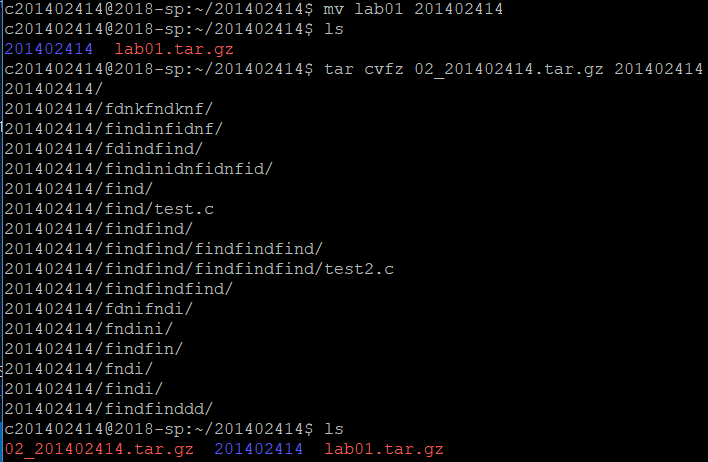 c201402414@2018-sp:~/201402414$ mv lab01 201402414
c201402414@2018-sp:~/201402414$ ls
201402414  lab01.tar.gz
c201402414@2018-sp:~/201402414$ tar cvfz 02_201402414.tar.gz 201402414
201402414/
201402414/fdnkfndknf/
201402414/findinfidnf/
201402414/fdindfind/
201402414/findinidnfidnfid/
201402414/find/
201402414/find/test.c
201402414/findfind/
201402414/findfind/findfindfind/
201402414/findfind/findfindfind/test2.c
201402414/findfindfind/
201402414/fdnifndi/
201402414/fndini/
201402414/findfin/
201402414/fndi/
201402414/findi/
201402414/findfinddd/
c201402414@2018-sp:~/201402414$ ls
02_201402414.tar.gz  201402414  lab01.tar.gz